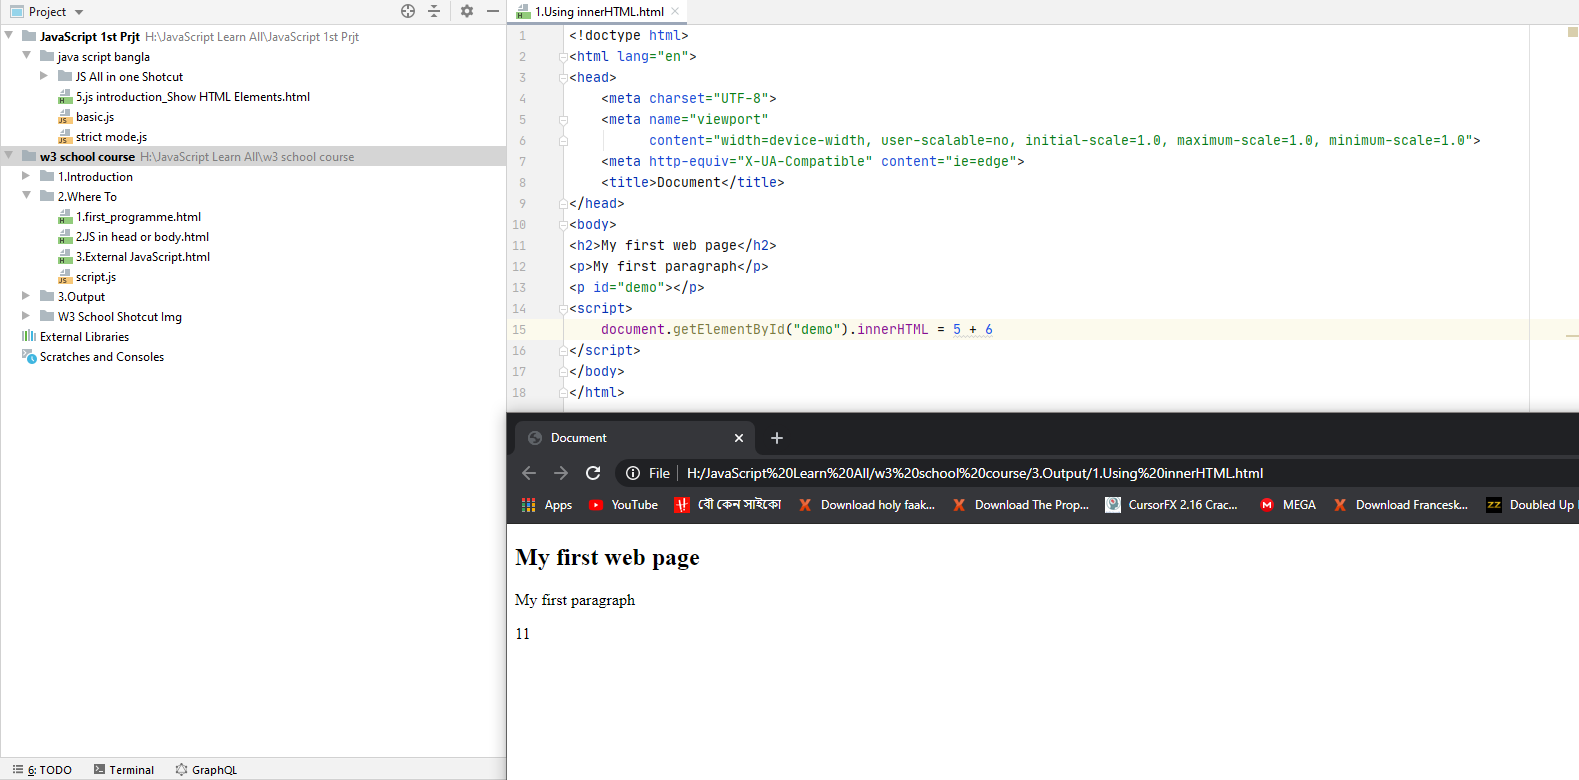 Project
JavaScript 1st Prjt H:\JavaScript Learn All\JavaScript 1st Prjt
java script bangla
JS All in one Shotcut
5.js introduction_Show HTML Elements.html
basic.js
strict mode.js
w3 school course H:\JavaScript Learn All\w3 school course
1.Introduction
2.Where To
1.first_programme.html
2.JS in head or body.html
3.External JavaScript.html
script.js
3.Output
W3 School Shotcut Img
External Libraries
Scratches and Consoles
6: TODO Terminal GraphQL
1.Using innerHTML.html
1 <!doctype html>
2 <html lang="en">
3 <head>
4 <meta charset="UTF-8">
5 <meta name="viewport"
6 content="width=device-width, user-scalable=no, initial-scale=1.0, maximum-scale=1.0, minimum-scale=1.0">
7 <meta http-equiv="X-UA-Compatible" content="ie=edge">
8 <title>Document</title>
9 </head>
10 <body>
11 <h2>My first web page</h2>
12 <p>My first paragraph</p>
13 <p id="demo"></p>
14 <script>
15 document.getElementById("demo").innerHTML = 5 + 6
16 </script>
17 </body>
18 </html>
Document
File H:/JavaScript%20Learn%20All/w3%20school%20course/3.Output/1.Using%20innerHTML.html
Apps YouTube বৌ কেন সাইকো Download holy faak... Download The Prop... CursorFX 2.16 Crac... MEGA Download Francesk... Doubled Up
My first web page
My first paragraph
11